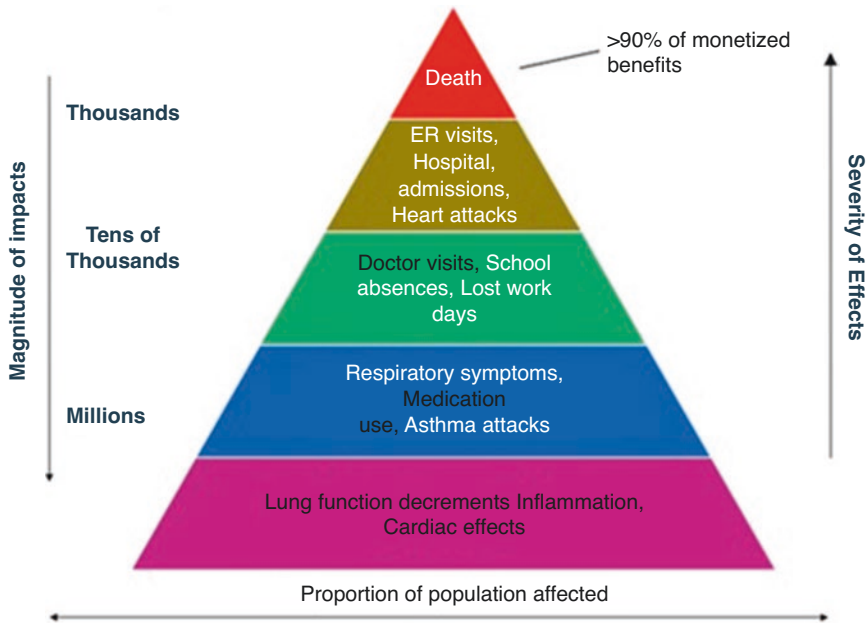 >90% of monetized
benefits
Death
Thousands
ER visits,
Hospital,
admissions,
Heart attacks
Magnitude of impacts
Severity of Effects
Tens of
Thousands
Doctor visits, School
absences, Lost work
days
Respiratory symptoms,
Medication
use, Asthma attacks
Millions
Lung function decrements Inflammation,
Cardiac effects
Proportion of population affected